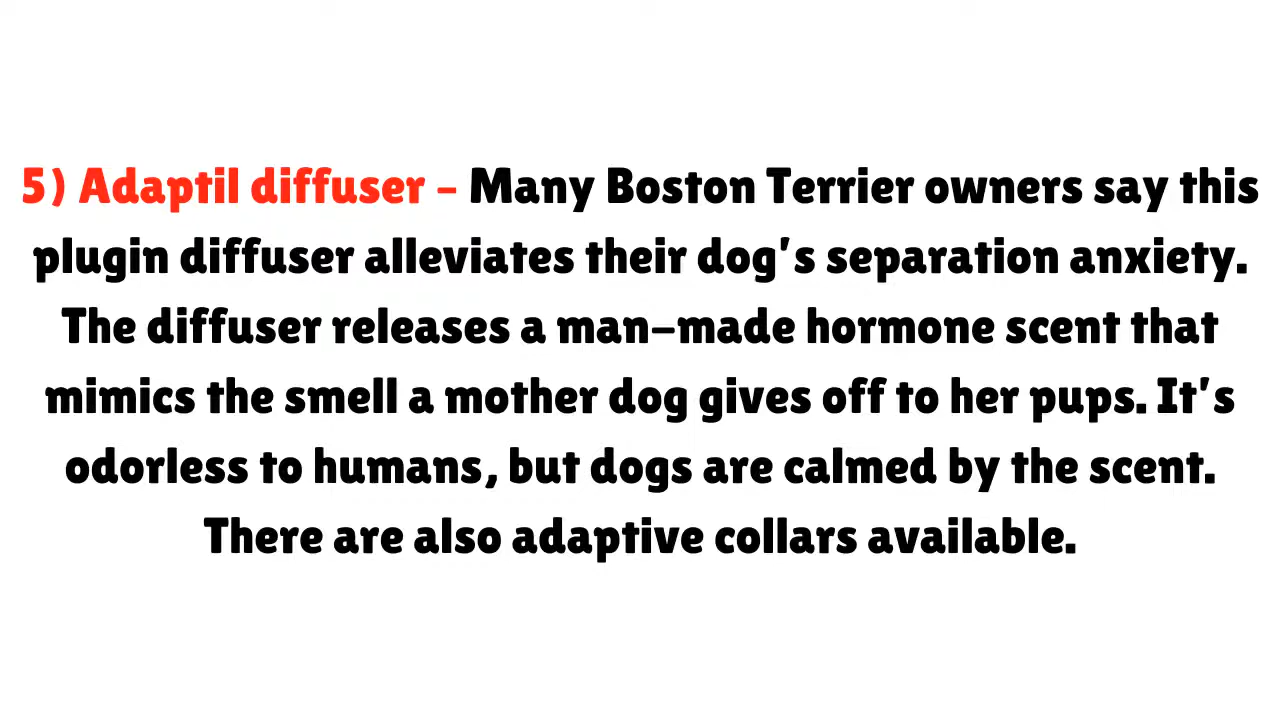 5) Adaptil diffuser - Many Boston Terrier owners say this
plugin diffuser alleviates their dog's separation anxiety.
The diffuser releases a man-made hormone scent that
mimics the smell a mother dog gives off to her pups. It's
odorless to humans, but dogs are calmed by the scent.
There are also adaptive collars available.